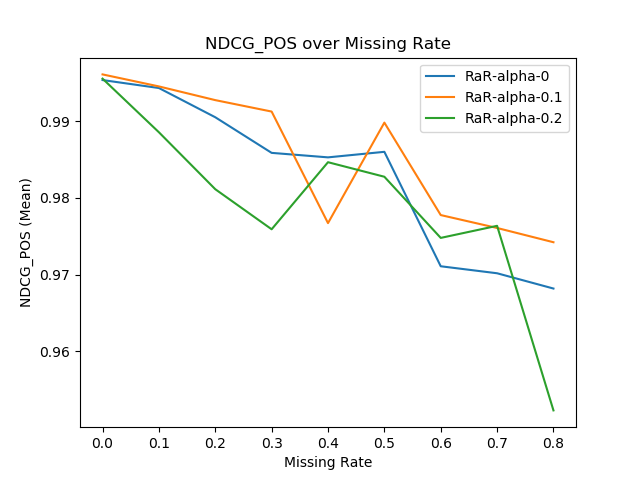 NDCG_POS over Missing Rate
RaR-alpha-0
RaR-alpha-0.1
RaR-alpha-0.2
NDCG_POS (Mean)
0.99
0.98
0.97
0.96
0.0 0.1 0.2 0.3 0.4 0.5 0.6 0.7 0.8
Missing Rate